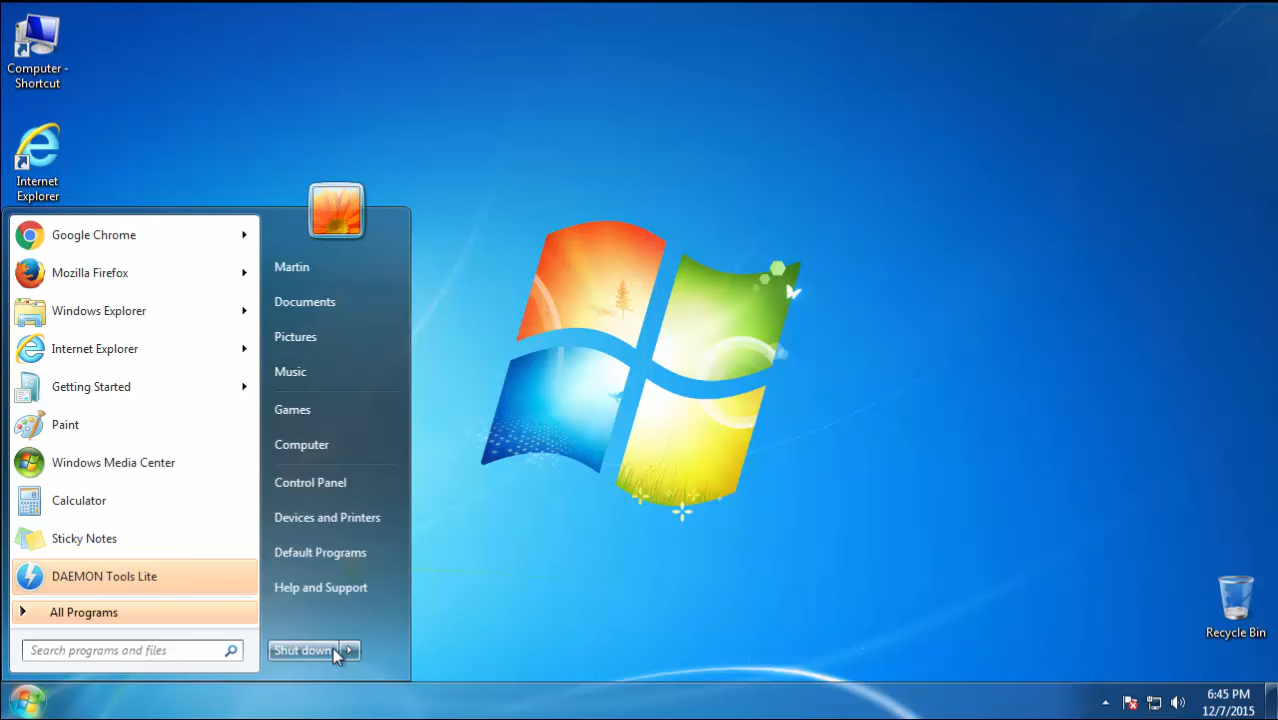 Computer -
Shortcut
Internet
Explorer
Google Chrome
Mozilla Firefox
Windows Explorer
Internet Explorer
Getting Started
Paint
Windows Media Center
Calculator
Sticky Notes
DAEMON Tools Lite
All Programs
Search programs and files
Martin
Documents
Pictures
Music
Games
Computer
Control Panel
Devices and Printers
Default Programs
Help and Support
Shut down
Recycle Bin
6:45 PM
12/7/2015